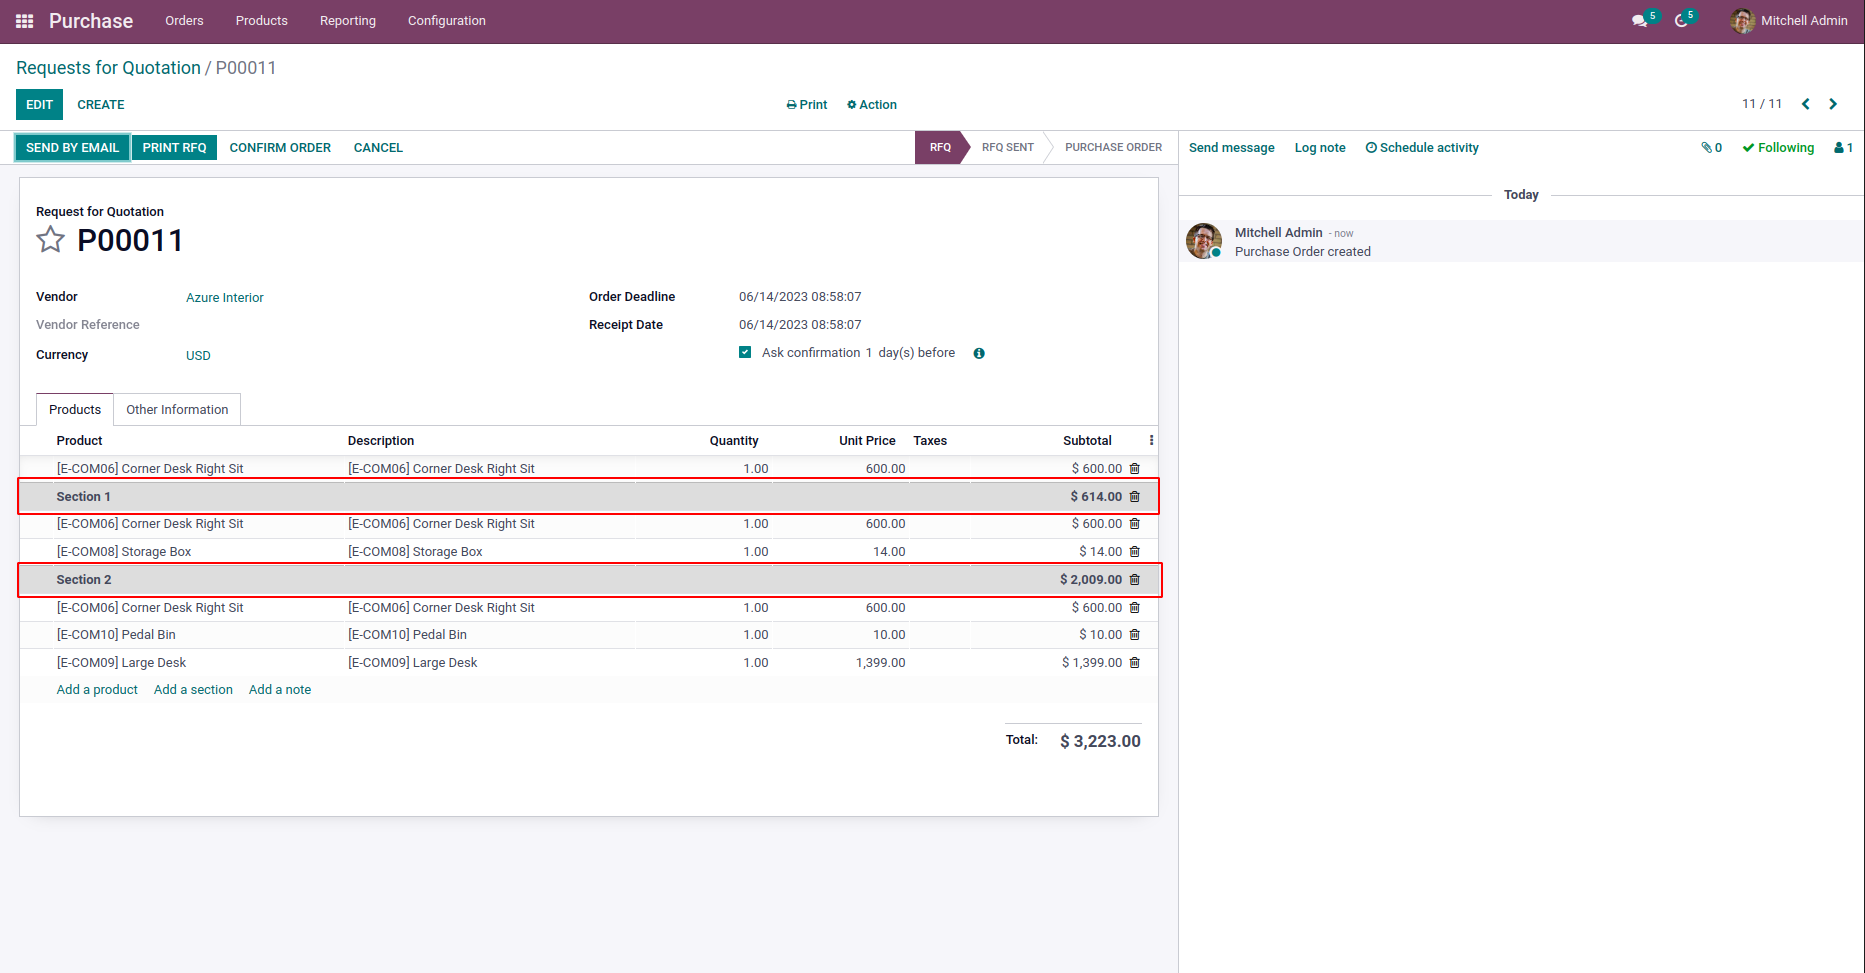 Purchase Orders Products Reporting Configuration 5 5 Mitchell Admin
Requests for Quotation / P00011
EDIT CREATE Print Action 11 / 11
SEND BY EMAIL PRINT RFQ CONFIRM ORDER CANCEL RFQ RFQ SENT PURCHASE ORDER
Send message Log note Schedule activity 0 Following 1
Today
Mitchell Admin - now
Purchase Order created
Request for Quotation
P00011
Vendor Azure Interior Order Deadline 06/14/2023 08:58:07
Vendor Reference Receipt Date 06/14/2023 08:58:07
Currency USD Ask confirmation 1 day(s) before
Products Other Information
Product Description Quantity Unit Price Taxes Subtotal
[E-COM06] Corner Desk Right Sit [E-COM06] Corner Desk Right Sit 1.00 600.00 $ 600.00
Section 1 $ 614.00
[E-COM06] Corner Desk Right Sit [E-COM06] Corner Desk Right Sit 1.00 600.00 $ 600.00
[E-COM08] Storage Box [E-COM08] Storage Box 1.00 14.00 $ 14.00
Section 2 $ 2,009.00
[E-COM06] Corner Desk Right Sit [E-COM06] Corner Desk Right Sit 1.00 600.00 $ 600.00
[E-COM10] Pedal Bin [E-COM10] Pedal Bin 1.00 10.00 $ 10.00
[E-COM09] Large Desk [E-COM09] Large Desk 1.00 1,399.00 $ 1,399.00
Add a product Add a section Add a note
Total: $ 3,223.00